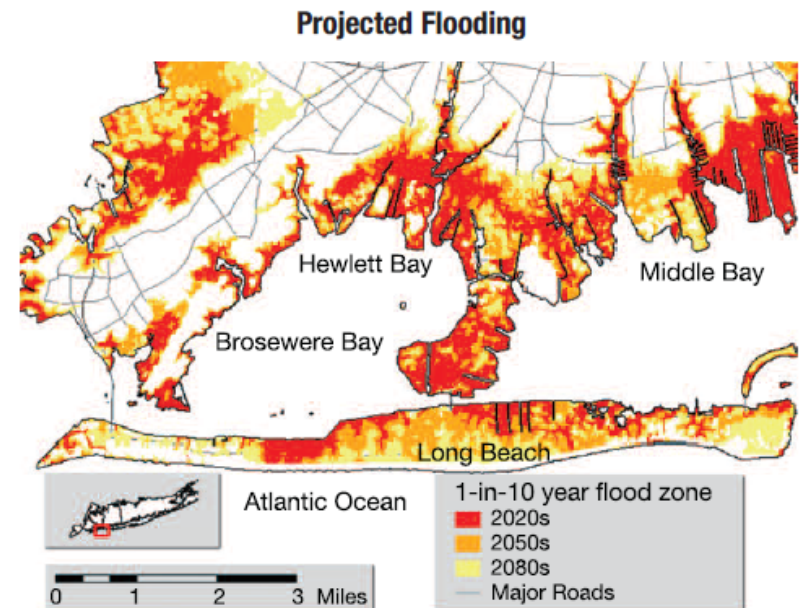 Projected Flooding
Hewlett Bay
Middle Bay
Brosewere Bay
Long Beach
Atlantic Ocean
1-in-10 year flood zone
2020s
2050s
2080s
Major Roads
0 1 2 3 Miles